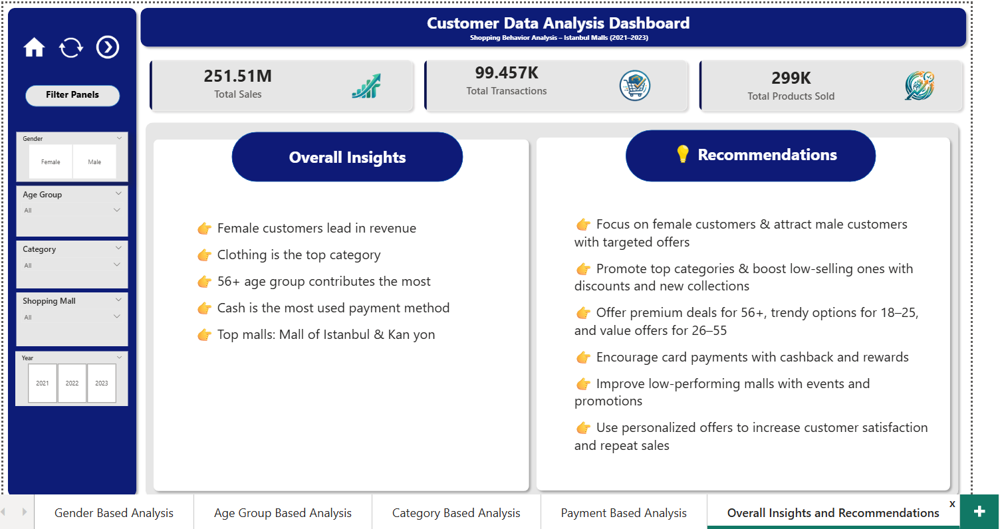 Customer Data Analysis Dashboard
Shopping Behavior Analysis – Istanbul Malls (2021–2023)
Filter Panels
251.51M
Total Sales
99.457K
Total Transactions
299K
Total Products Sold
Gender
Female
Male
Age Group
All
Category
All
Shopping Mall
All
Year
2021
2022
2023
Overall Insights
👉 Female customers lead in revenue
👉 Clothing is the top category
👉 56+ age group contributes the most
👉 Cash is the most used payment method
👉 Top malls: Mall of Istanbul & Kan yon
💡 Recommendations
👉 Focus on female customers & attract male customers
with targeted offers
👉 Promote top categories & boost low-selling ones with
discounts and new collections
👉 Offer premium deals for 56+, trendy options for 18–25,
and value offers for 26–55
👉 Encourage card payments with cashback and rewards
👉 Improve low-performing malls with events and
promotions
👉 Use personalized offers to increase customer satisfaction
and repeat sales
Gender Based Analysis
Age Group Based Analysis
Category Based Analysis
Payment Based Analysis
Overall Insights and Recommendations
x
+